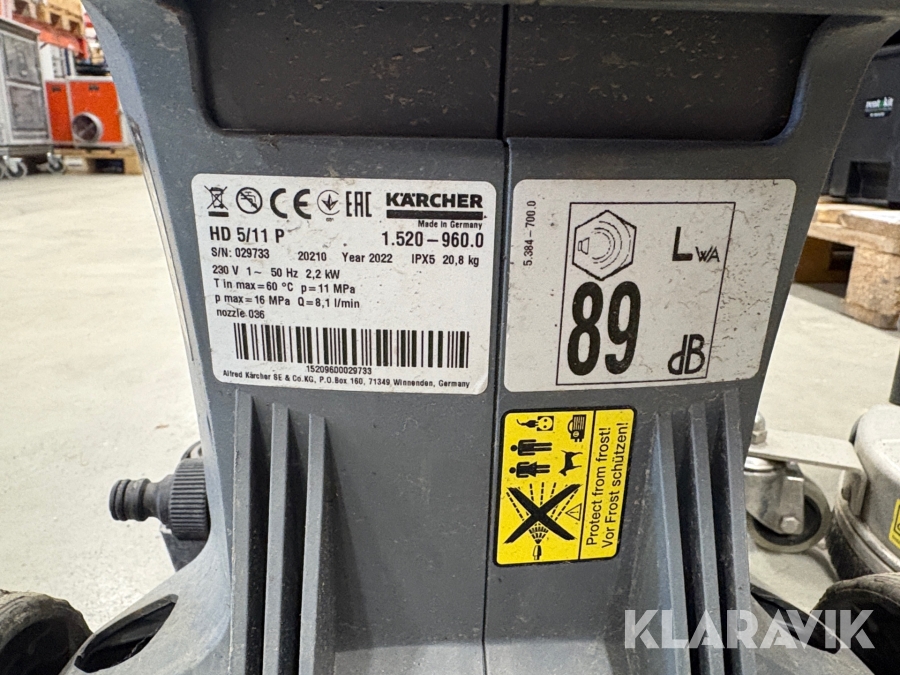 EAC
KÄRCHER
Made in Germany
HD 5/11 P 1.520-960.0
S/N: 029733 20210 Year 2022 IPX5 20,8 kg
230 V 1~ 50 Hz 2,2 kW
T in max=60 °C p=11 MPa
p max=16 MPa Q=8,1 l/min
nozzle 036
15209600029733
Alfred Kärcher SE & Co.KG, P.O.Box 160, 71349 Winnenden, Germany
5.384-700.0
LWA
89
dB
Protect from frost!
Vor Frost schützen!
KLARAVIK